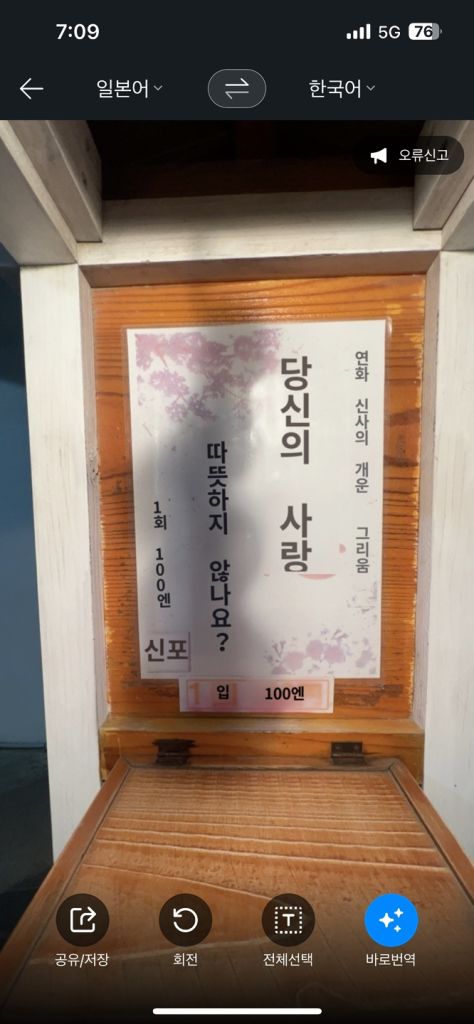 7:09
5G 76
일본어
한국어
오류신고
연화 신사의 개운 그리움
당신의 사랑
따뜻하지 않나요?
1회 100엔
신포
1 입 100엔
공유/저장
회전
전체선택
바로번역